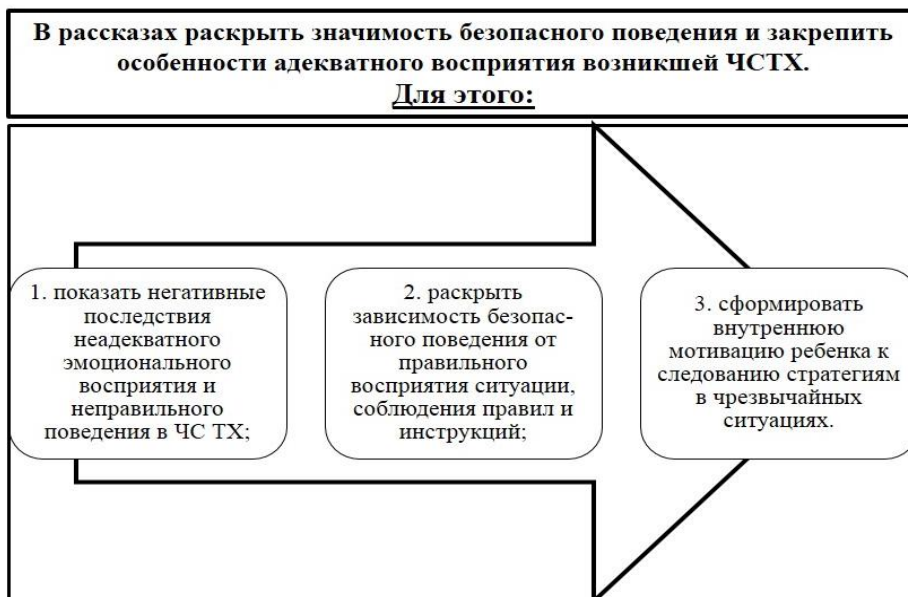 В рассказах раскрыть значимость безопасного поведения и закрепить
особенности адекватного восприятия возникшей ЧСТХ.
Для этого:
1. показать негативные
последствия
неадекватного
эмоционального
восприятия и
неправильного
поведения в ЧС ТХ;
2. раскрыть
зависимость безопас-
ного поведения от
правильного
восприятия ситуации,
соблюдения правил и
инструкций;
3. сформировать
внутреннюю
мотивацию ребенка к
следованию стратегиям
в чрезвычайных
ситуациях.